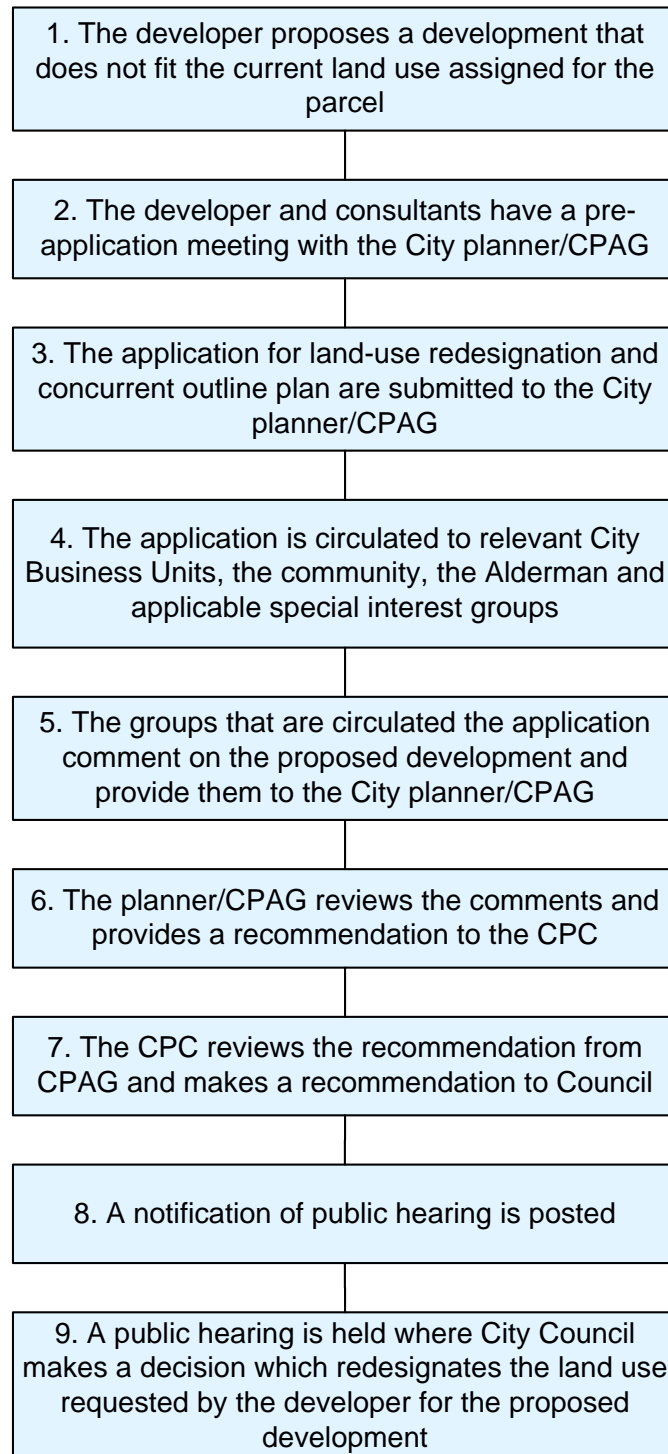 1. The developer proposes a development that
does not fit the current land use assigned for the
parcel
2. The developer and consultants have a pre-
application meeting with the City planner/CPAG
3. The application for land-use redesignation and
concurrent outline plan are submitted to the City
planner/CPAG
4. The application is circulated to relevant City
Business Units, the community, the Alderman and
applicable special interest groups
5. The groups that are circulated the application
comment on the proposed development and
provide them to the City planner/CPAG
6. The planner/CPAG reviews the comments and
provides a recommendation to the CPC
7. The CPC reviews the recommendation from
CPAG and makes a recommendation to Council
8. A notification of public hearing is posted
9. A public hearing is held where City Council
makes a decision which redesignates the land use
requested by the developer for the proposed
development